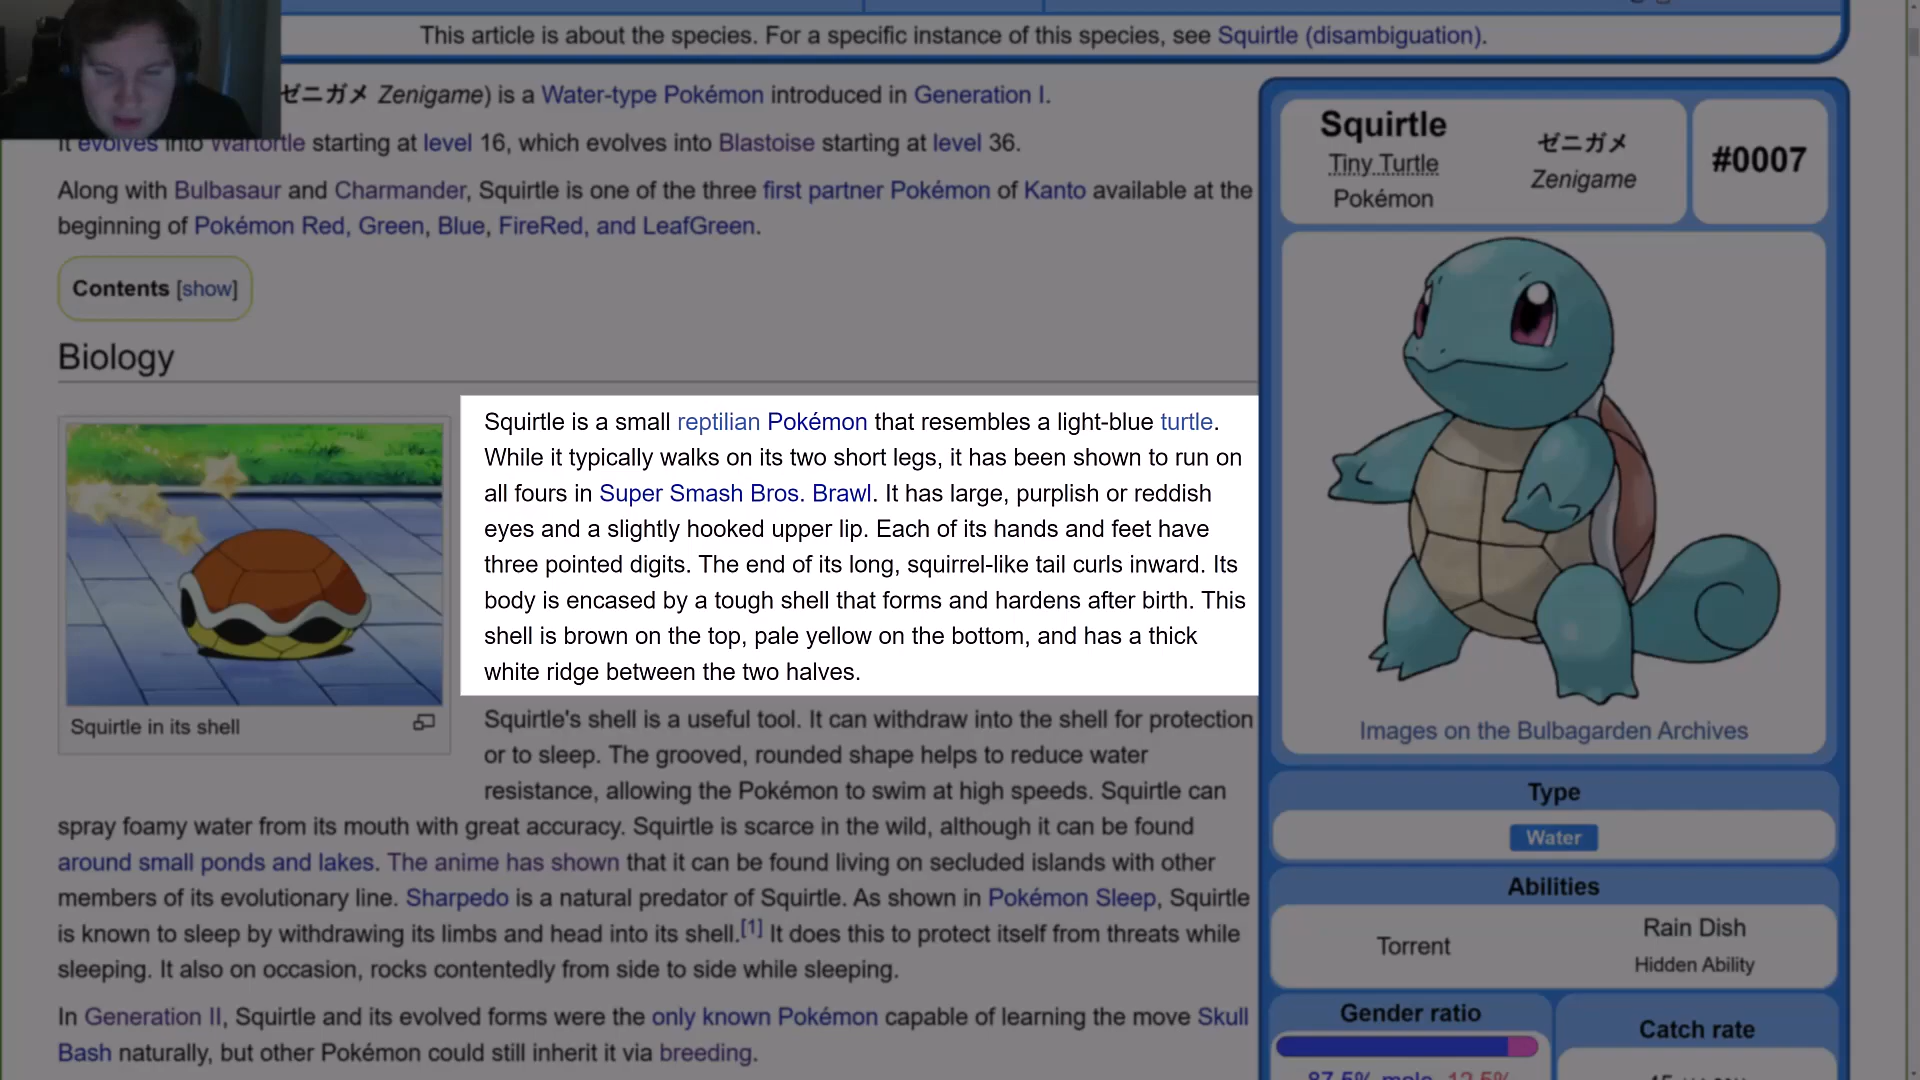 This article is about the species. For a specific instance of this species, see Squirtle (disambiguation).
ゼニガメ Zenigame) is a Water-type Pokémon introduced in Generation I.
It evolves into Wartortle starting at level 16, which evolves into Blastoise starting at level 36.
Along with Bulbasaur and Charmander, Squirtle is one of the three first partner Pokémon of Kanto available at the
beginning of Pokémon Red, Green, Blue, FireRed, and LeafGreen.
Contents [show]
Biology
Squirtle in its shell
Squirtle is a small reptilian Pokémon that resembles a light-blue turtle.
While it typically walks on its two short legs, it has been shown to run on
all fours in Super Smash Bros. Brawl. It has large, purplish or reddish
eyes and a slightly hooked upper lip. Each of its hands and feet have
three pointed digits. The end of its long, squirrel-like tail curls inward. Its
body is encased by a tough shell that forms and hardens after birth. This
shell is brown on the top, pale yellow on the bottom, and has a thick
white ridge between the two halves.
Squirtle's shell is a useful tool. It can withdraw into the shell for protection
or to sleep. The grooved, rounded shape helps to reduce water
resistance, allowing the Pokémon to swim at high speeds. Squirtle can
spray foamy water from its mouth with great accuracy. Squirtle is scarce in the wild, although it can be found
around small ponds and lakes. The anime has shown that it can be found living on secluded islands with other
members of its evolutionary line. Sharpedo is a natural predator of Squirtle. As shown in Pokémon Sleep, Squirtle
is known to sleep by withdrawing its limbs and head into its shell.[1] It does this to protect itself from threats while
sleeping. It also on occasion, rocks contentedly from side to side while sleeping.
In Generation II, Squirtle and its evolved forms were the only known Pokémon capable of learning the move Skull
Bash naturally, but other Pokémon could still inherit it via breeding.
Squirtle
Tiny Turtle
Pokémon
ゼニガメ
Zenigame
#0007
Images on the Bulbagarden Archives
Type
Water
Abilities
Torrent
Rain Dish
Hidden Ability
Gender ratio
87.5% male, 12.5%
Catch rate